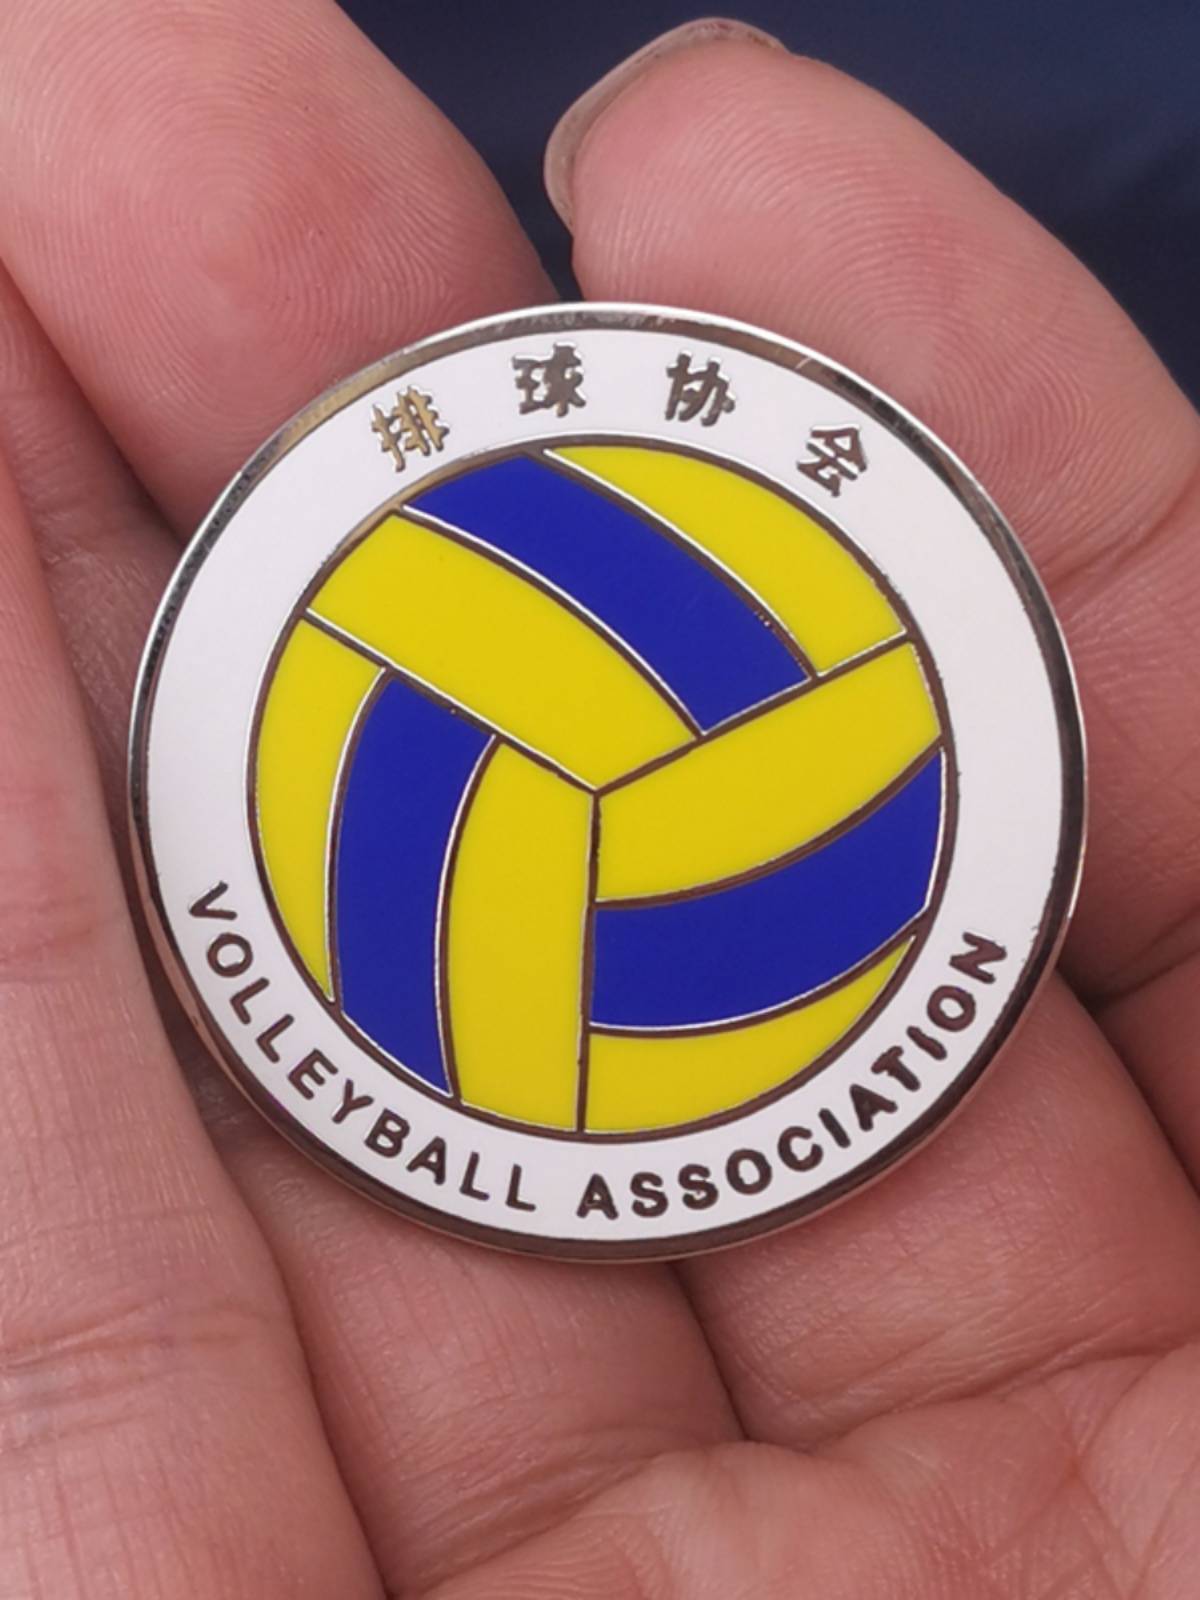 排球协会
VOLLEYBALL ASSOCIATION